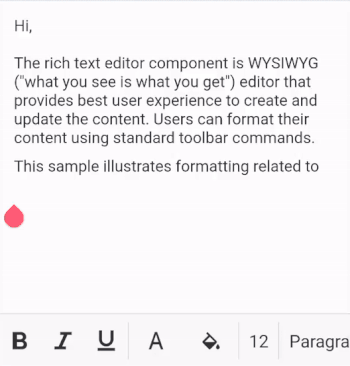 Hi,
The rich text editor component is WYSIWYG
("what you see is what you get") editor that
provides best user experience to create and
update the content. Users can format their
content using standard toolbar commands.
This sample illustrates formatting related to
B I U A 12 Paragra